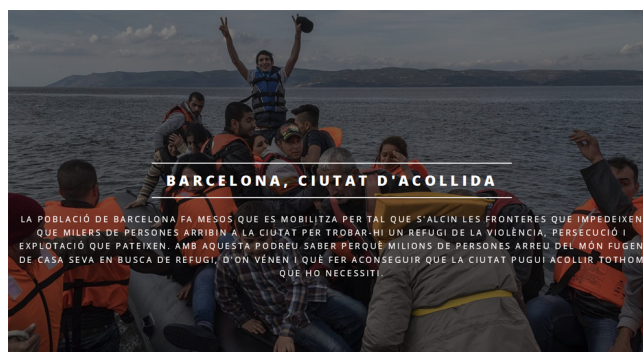 BARCELONA, CIUTAT D'ACOLLIDA
LA POBLACIÓ DE BARCELONA FA MESOS QUE ES MOBILITZA PER TAL QUE S'ALCIN LES FRONTERES QUE IMPEDEIXEN
QUE MILERS DE PERSONES ARRIBIN A LA CIUTAT PER TROBAR-HI UN REFUGI DE LA VIOLÈNCIA, PERSECUCIÓ I
EXPLOTACIÓ QUE PATEIXEN. AMB AQUESTA PODREU SABER PERQUÈ MILIONS DE PERSONES ARREU DEL MÓN FUGEN
DE CASA SEVA EN BUSCA DE REFUGI, D'ON VÉNEN I QUÈ FER ACONSEGUIR QUE LA CIUTAT PUGUI ACOLLIR TOTHOM
QUE HO NECESSITI.